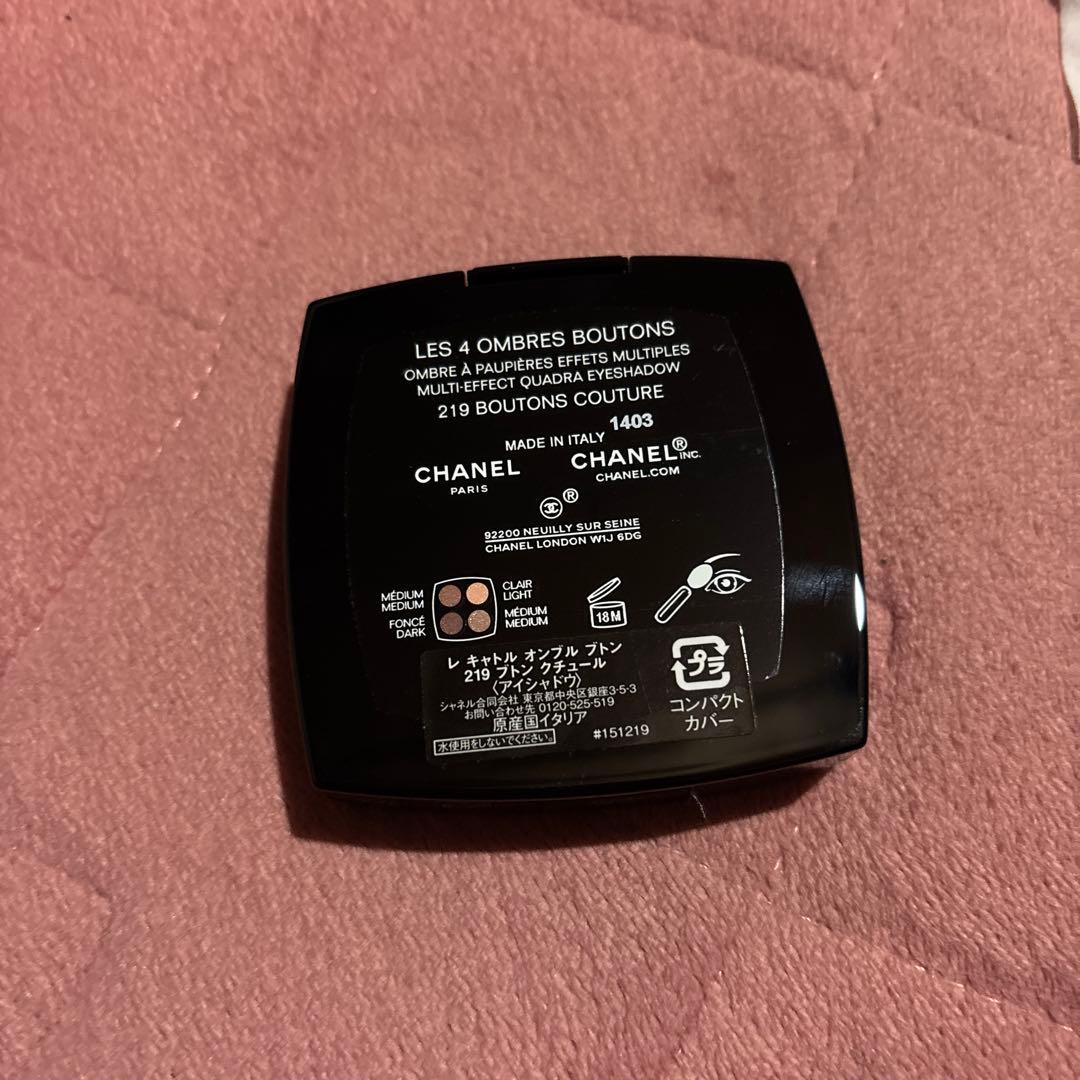 LES 4 OMBRES BOUTONS
OMBRE À PAUPIÈRES EFFETS MULTIPLES
MULTI-EFFECT QUADRA EYESHADOW
219 BOUTONS COUTURE
1403
MADE IN ITALY
CHANEL
PARIS
CHANEL® INC.
CHANEL.COM
®
92200 NEUILLY SUR SEINE
CHANEL LONDON W1J 6DG
MÉDIUM
MEDIUM
CLAIR
LIGHT
FONCÉ
DARK
MÉDIUM
MEDIUM
18M
レ キャトル オンブル ブトン
219 ブトン クチュール
〈アイシャドウ〉
シャネル合同会社 東京都中央区銀座3-5-3
お問い合わせ先 0120-525-519
原産国イタリア
水使用をしないでください。
#151219
プラ
コンパクト
カバー